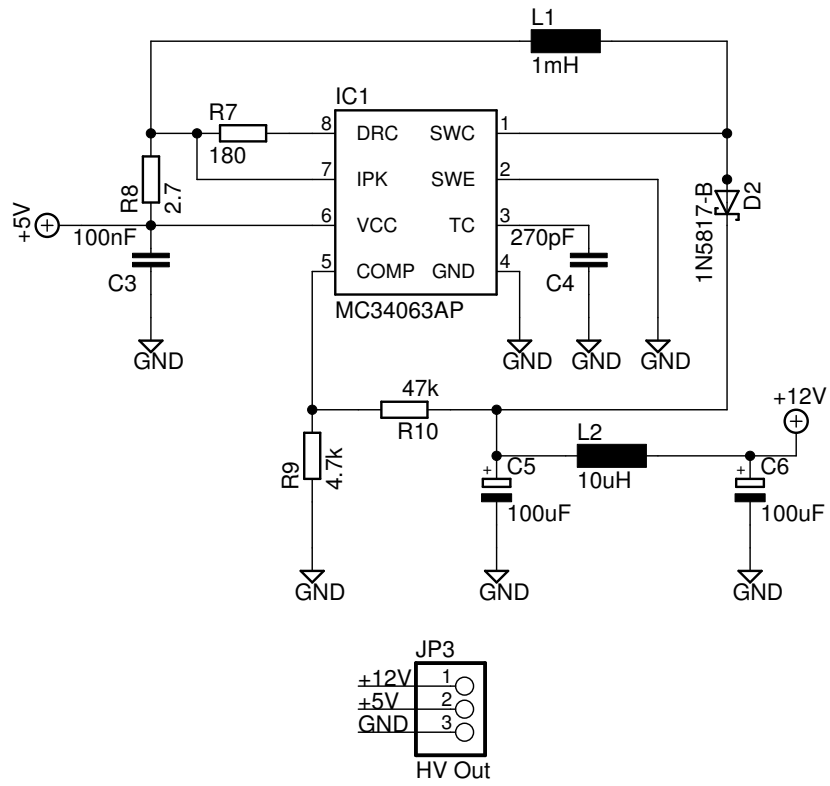 L1
1mH
IC1
R7
180
8 DRC SWC 1
7 IPK SWE 2
6 VCC TC 3
5 COMP GND 4
MC34063AP
R8
2.7
+5V
100nF
C3
GND
270pF
C4
GND
GND
GND
1N5817-B
D2
47k
R10
R9
4.7k
GND
+
C5
100uF
GND
L2
10uH
+12V
+
C6
100uF
GND
JP3
+12V 1
+5V 2
GND 3
HV Out